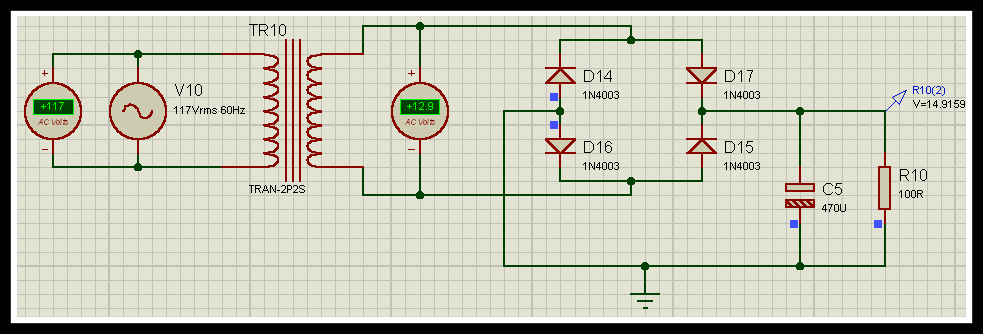 TR10
+
+117
AC Volts
−
V10
117Vrms 60Hz
TRAN-2P2S
+
+12.9
AC Volts
−
D14
1N4003
D17
1N4003
D16
1N4003
D15
1N4003
R10(2)
V=14.9159
C5
470U
R10
100R